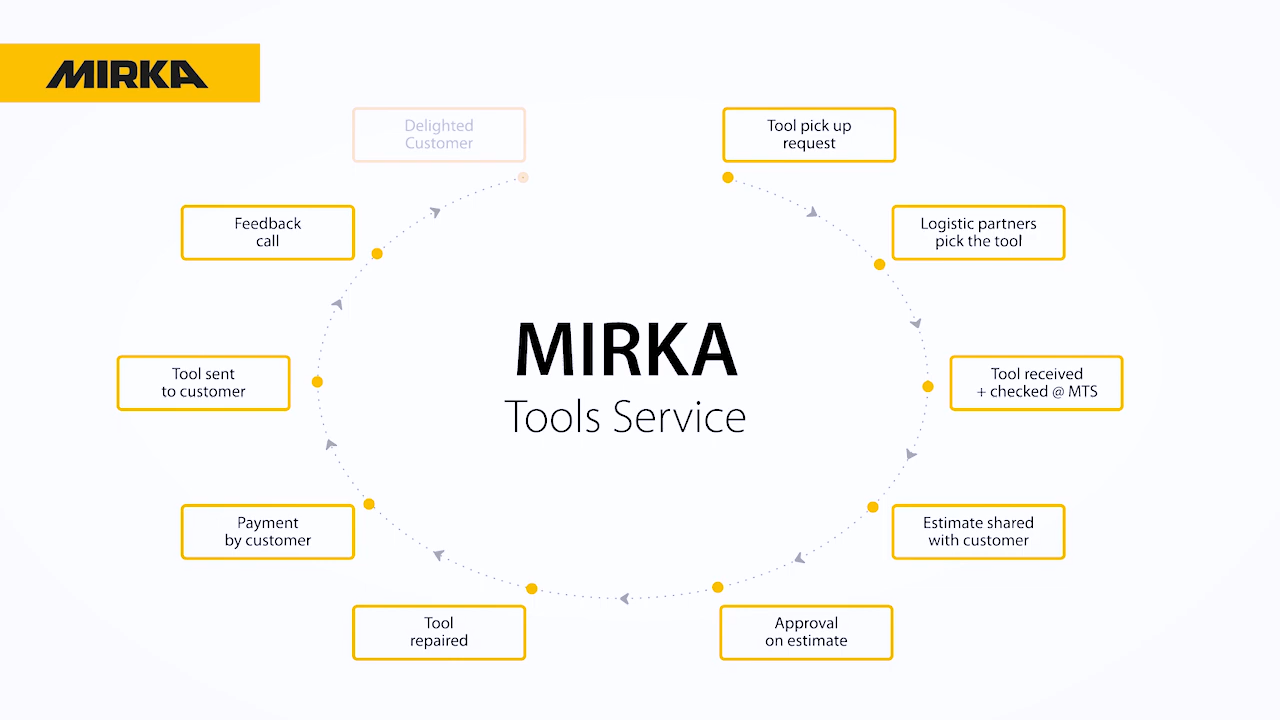 MIRKA
Delighted
Customer
Tool pick up
request
Feedback
call
Logistic partners
pick the tool
MIRKA
Tools Service
Tool sent
to customer
Tool received
+ checked @ MTS
Payment
by customer
Estimate shared
with customer
Tool
repaired
Approval
on estimate